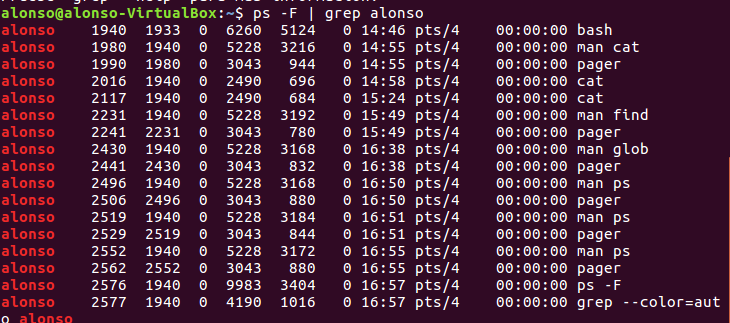 alonso@alonso-VirtualBox:~$ ps -F | grep alonso
alonso 1940 1933 0 6260 5124 0 14:46 pts/4 00:00:00 bash
alonso 1980 1940 0 5228 3216 0 14:55 pts/4 00:00:00 man cat
alonso 1990 1980 0 3043 944 0 14:55 pts/4 00:00:00 pager
alonso 2016 1940 0 2490 696 0 14:58 pts/4 00:00:00 cat
alonso 2117 1940 0 2490 684 0 15:24 pts/4 00:00:00 cat
alonso 2231 1940 0 5228 3192 0 15:49 pts/4 00:00:00 man find
alonso 2241 2231 0 3043 780 0 15:49 pts/4 00:00:00 pager
alonso 2430 1940 0 5228 3168 0 16:38 pts/4 00:00:00 man glob
alonso 2441 2430 0 3043 832 0 16:38 pts/4 00:00:00 pager
alonso 2496 1940 0 5228 3168 0 16:50 pts/4 00:00:00 man ps
alonso 2506 2496 0 3043 880 0 16:50 pts/4 00:00:00 pager
alonso 2519 1940 0 5228 3184 0 16:51 pts/4 00:00:00 man ps
alonso 2529 2519 0 3043 844 0 16:51 pts/4 00:00:00 pager
alonso 2552 1940 0 5228 3172 0 16:55 pts/4 00:00:00 man ps
alonso 2562 2552 0 3043 880 0 16:55 pts/4 00:00:00 pager
alonso 2576 1940 0 9983 3404 0 16:57 pts/4 00:00:00 ps -F
alonso 2577 1940 0 4190 1016 0 16:57 pts/4 00:00:00 grep --color=aut
o alonso